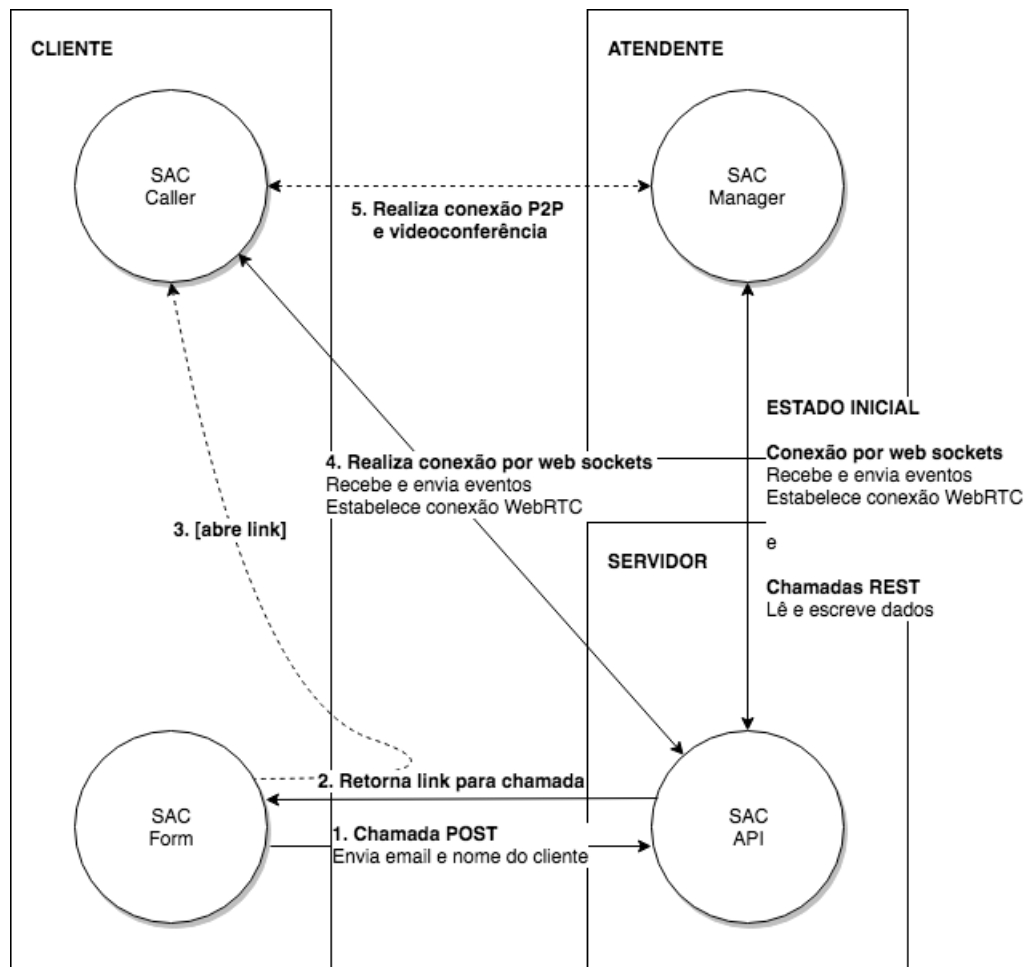 CLIENTE
ATENDENTE
SAC
Caller
SAC
Manager
5. Realiza conexão P2P
e videoconferência
ESTADO INICIAL
4. Realiza conexão por web sockets
Recebe e envia eventos
Estabelece conexão WebRTC
Conexão por web sockets
Recebe e envia eventos
Estabelece conexão WebRTC
3. [abre link]
e
SERVIDOR
Chamadas REST
Lê e escreve dados
2. Retorna link para chamada
SAC
Form
1. Chamada POST
Envia email e nome do cliente
SAC
API